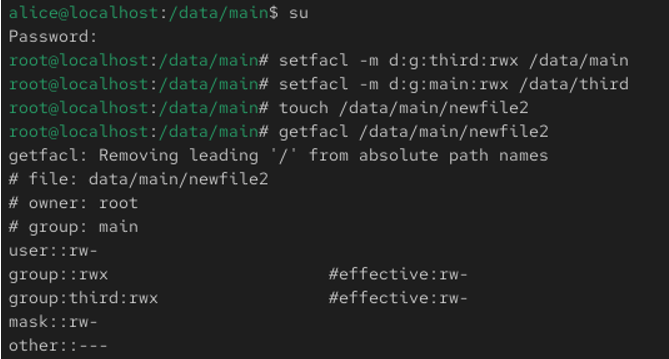 alice@localhost:/data/main$ su
Password:
root@localhost:/data/main# setfacl -m d:g:third:rwx /data/main
root@localhost:/data/main# setfacl -m d:g:main:rwx /data/third
root@localhost:/data/main# touch /data/main/newfile2
root@localhost:/data/main# getfacl /data/main/newfile2
getfacl: Removing leading '/' from absolute path names
# file: data/main/newfile2
# owner: root
# group: main
user::rw-
group::rwx #effective:rw-
group:third:rwx #effective:rw-
mask::rw-
other::---